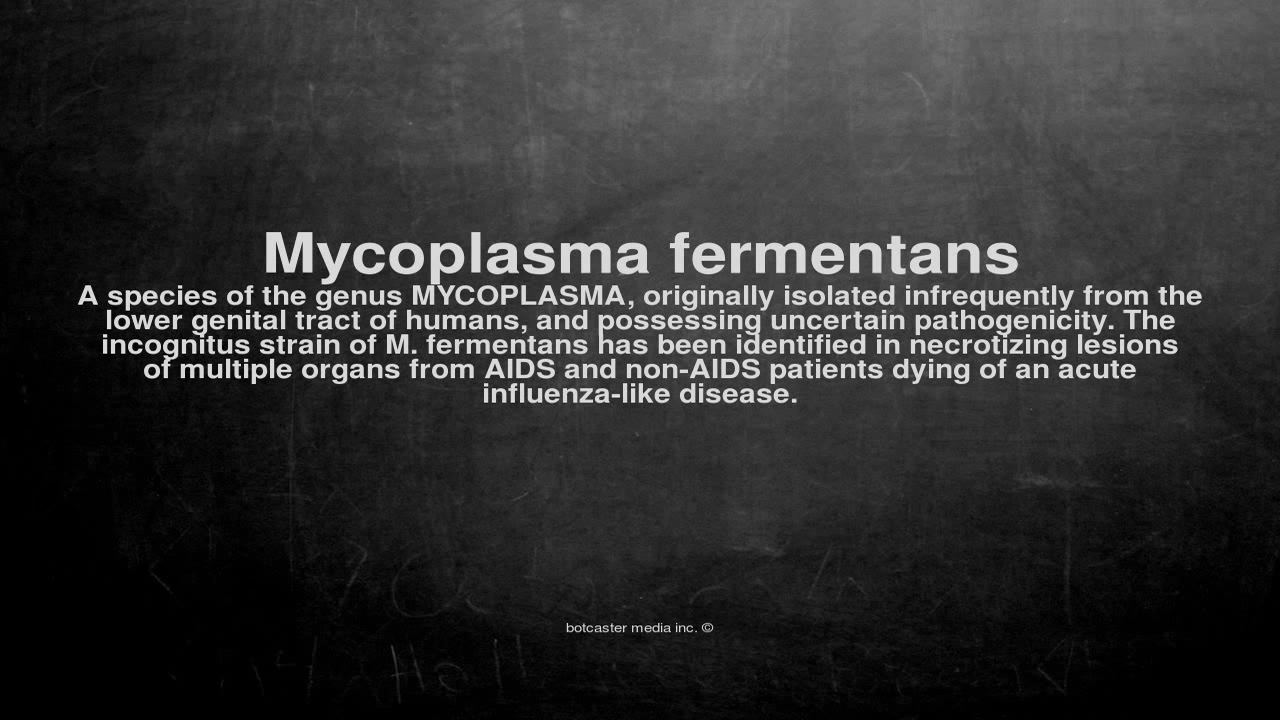 Mycoplasma fermentans
A species of the genus MYCOPLASMA, originally isolated infrequently from the
lower genital tract of humans, and possessing uncertain pathogenicity. The
incognitus strain of M. fermentans has been identified in necrotizing lesions
of multiple organs from AIDS and non-AIDS patients dying of an acute
influenza-like disease.
botcaster media inc. ©